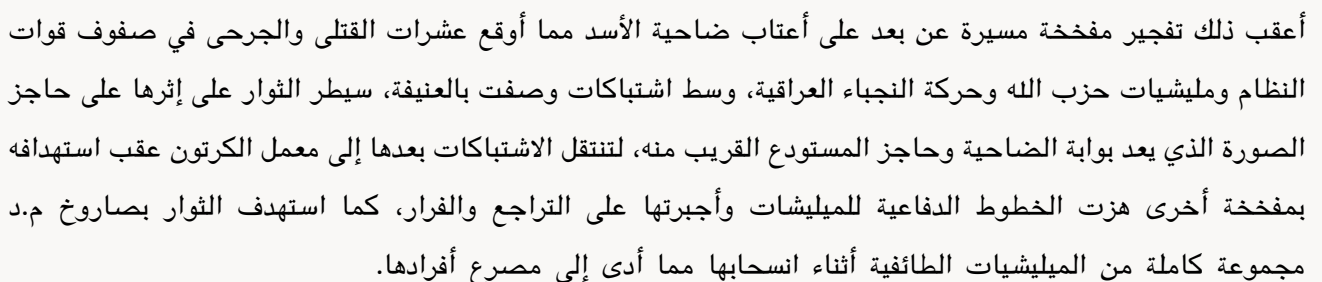 أعقب ذلك تفجير مفخخة مسيرة عن بعد على أعتاب ضاحية الأسد مما أوقع عشرات القتلى والجرحى في صفوف قوات
النظام ومليشيات حزب الله وحركة النجباء العراقية، وسط اشتباكات وصفت بالعنيفة، سيطر الثوار على إثرها على حاجز
الصورة الذي يعد بوابة الضاحية وحاجز المستودع القريب منه، لتنتقل الاشتباكات بعدها إلى معمل الكرتون عقب استهدافه
بمفخخة أخرى هزت الخطوط الدفاعية للميليشات وأجبرتها على التراجع والفرار، كما استهدف الثوار بصاروخ م.د
مجموعة كاملة من الميليشيات الطائفية أثناء انسحابها مما أدى إلى مصرع أفرادها.